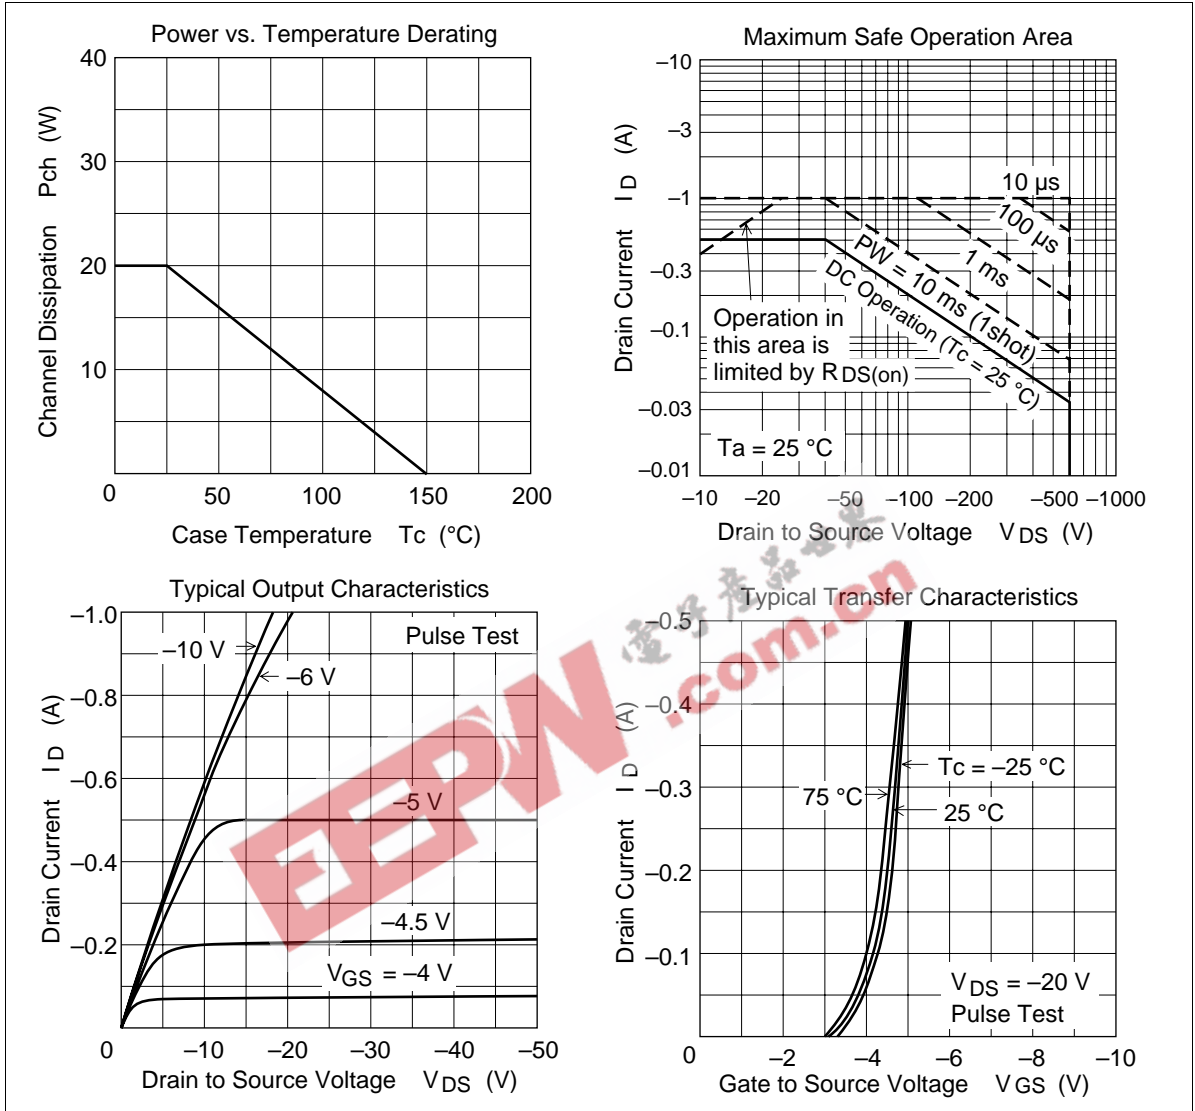 Power vs. Temperature Derating
40
30
20
10
Channel Dissipation Pch (W)
0 50 100 150 200
Case Temperature Tc (°C)
Maximum Safe Operation Area
–10
–3
–1
–0.3
–0.1
–0.03
–0.01
Drain Current I D (A)
10 µs
100 µs
1 ms
PW = 10 ms (1shot)
DC Operation (Tc = 25 °C)
Operation in
this area is
limited by R DS(on)
Ta = 25 °C
–10 –20 –50 –100 –200 –500 –1000
Drain to Source Voltage V DS (V)
Typical Output Characteristics
–1.0
–0.8
–0.6
–0.4
–0.2
Drain Current I D (A)
Pulse Test
–10 V
–6 V
–5 V
–4.5 V
VGS = –4 V
0 –10 –20 –30 –40 –50
Drain to Source Voltage V DS (V)
Typical Transfer Characteristics
–0.5
–0.4
–0.3
–0.2
–0.1
Drain Current I D (A)
Tc = –25 °C
75 °C
25 °C
V DS = –20 V
Pulse Test
0 –2 –4 –6 –8 –10
Gate to Source Voltage V GS (V)
EEPW.com.cn
電子產品世界